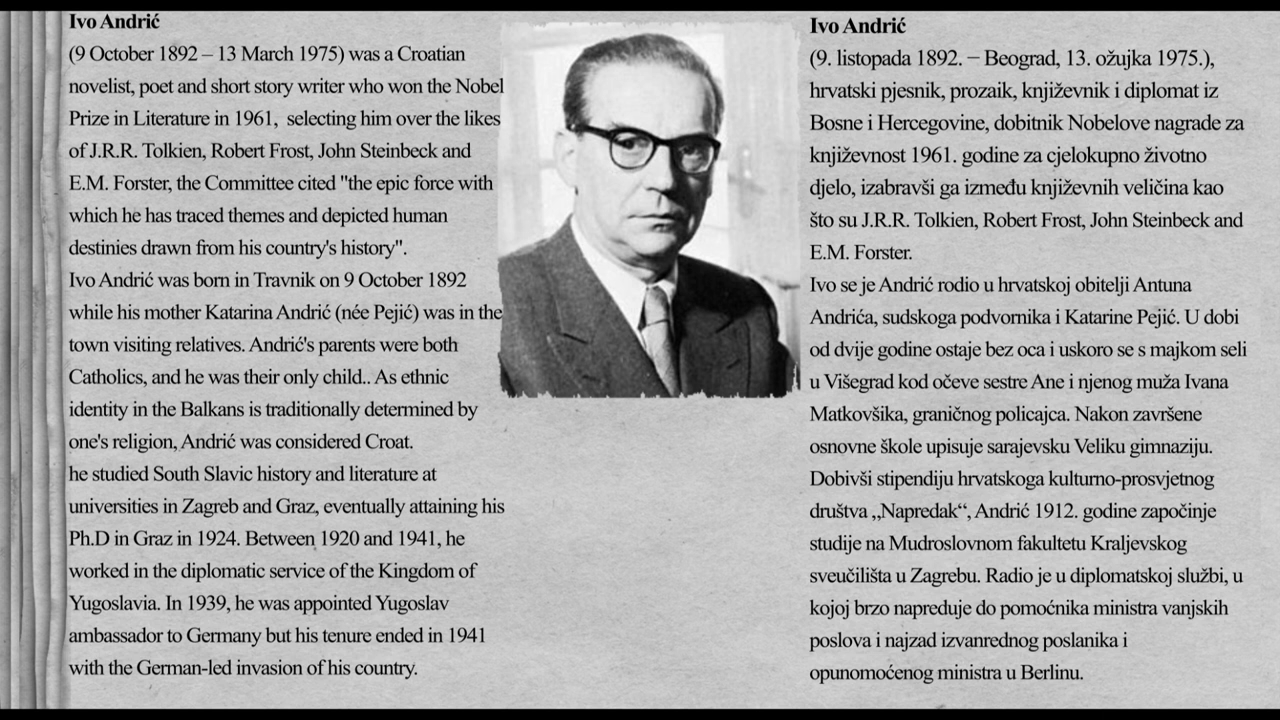 Ivo Andrić
(9 October 1892 – 13 March 1975) was a Croatian
novelist, poet and short story writer who won the Nobel
Prize in Literature in 1961,  selecting him over the likes
of J.R.R. Tolkien, Robert Frost, John Steinbeck and
E.M. Forster, the Committee cited "the epic force with
which he has traced themes and depicted human
destinies drawn from his country's history".
Ivo Andrić was born in Travnik on 9 October 1892
while his mother Katarina Andrić (née Pejić) was in the
town visiting relatives. Andrić's parents were both
Catholics, and he was their only child.. As ethnic
identity in the Balkans is traditionally determined by
one's religion, Andrić was considered Croat.
he studied South Slavic history and literature at
universities in Zagreb and Graz, eventually attaining his
Ph.D in Graz in 1924. Between 1920 and 1941, he
worked in the diplomatic service of the Kingdom of
Yugoslavia. In 1939, he was appointed Yugoslav
ambassador to Germany but his tenure ended in 1941
with the German-led invasion of his country.
Ivo Andrić
(9. listopada 1892. – Beograd, 13. ožujka 1975.),
hrvatski pjesnik, prozaik, književnik i diplomat iz
Bosne i Hercegovine, dobitnik Nobelove nagrade za
književnost 1961. godine za cjelokupno životno
djelo, izabravši ga između književnih veličina kao
što su J.R.R. Tolkien, Robert Frost, John Steinbeck and
E.M. Forster.
Ivo se je Andrić rodio u hrvatskoj obitelji Antuna
Andrića, sudskoga podvornika i Katarine Pejić. U dobi
od dvije godine ostaje bez oca i uskoro se s majkom seli
u Višegrad kod očeve sestre Ane i njenog muža Ivana
Matkovšika, graničnog policajca. Nakon završene
osnovne škole upisuje sarajevsku Veliku gimnaziju.
Dobivši stipendiju hrvatskoga kulturno-prosvjetnog
društva „Napredak“, Andrić 1912. godine započinje
studije na Mudroslovnom fakultetu Kraljevskog
sveučilišta u Zagrebu. Radio je u diplomatskoj službi, u
kojoj brzo napreduje do pomoćnika ministra vanjskih
poslova i najzad izvanrednog poslanika i
opunomoćenog ministra u Berlinu.